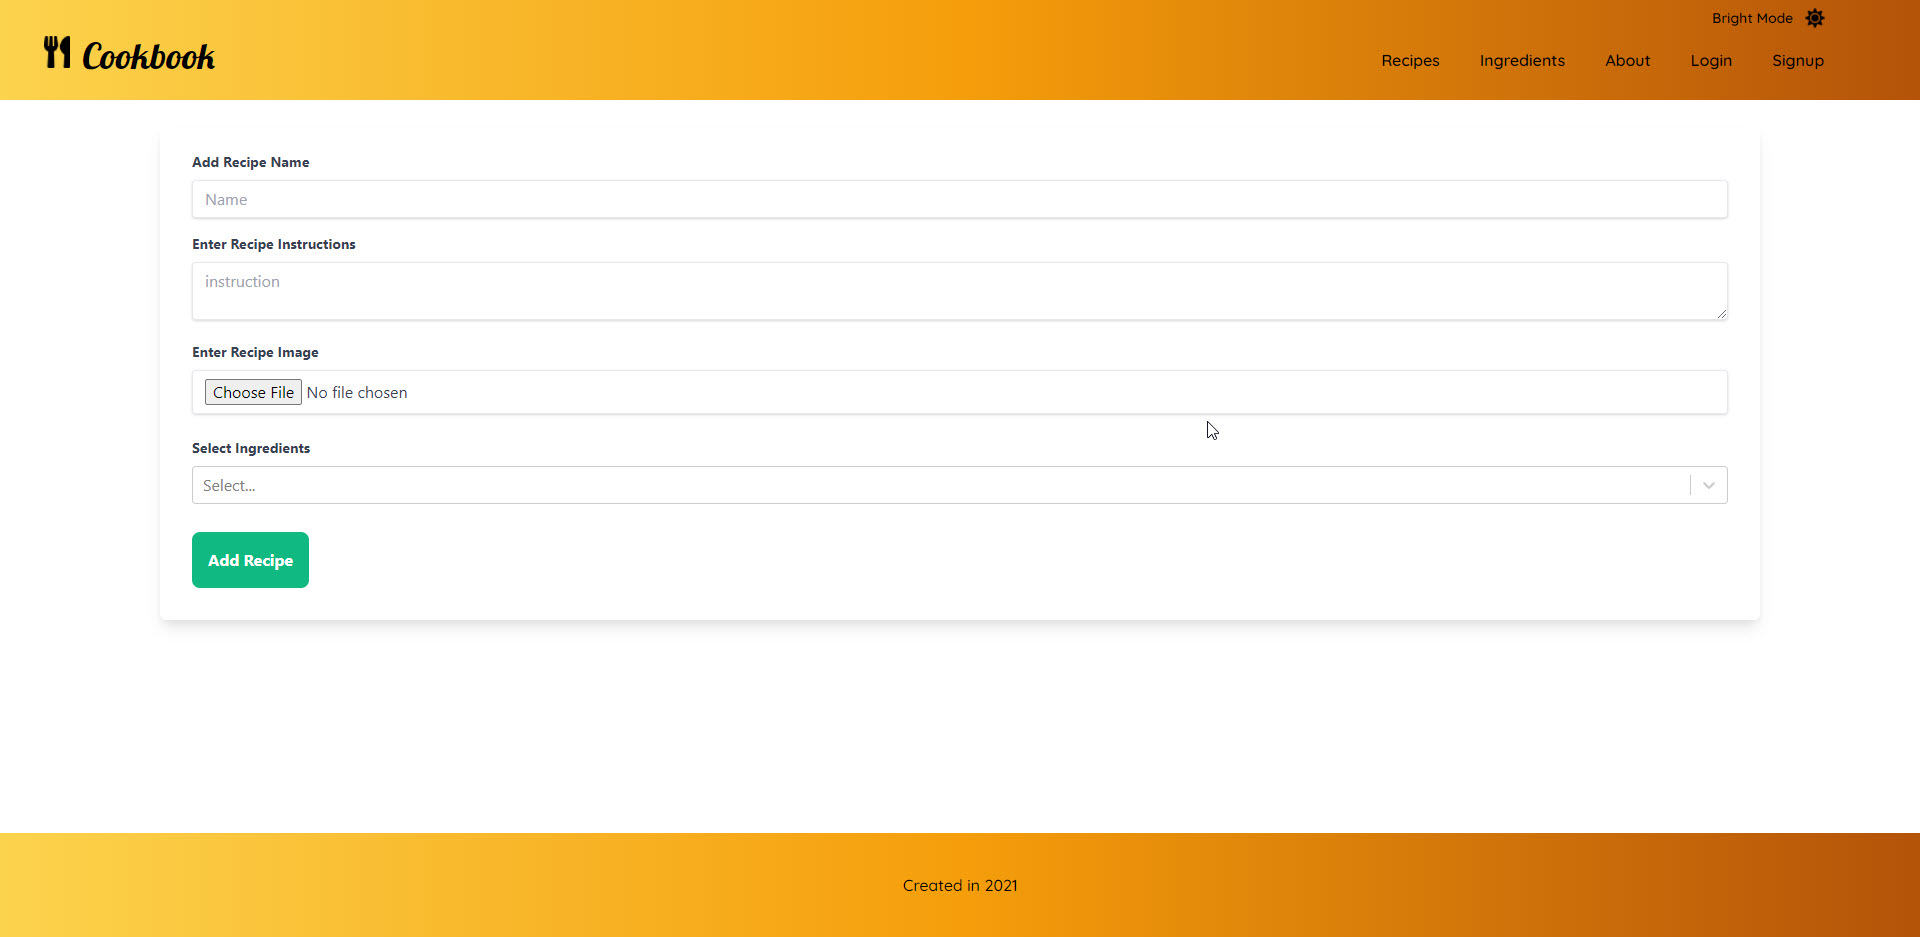 Bright Mode
Cookbook
Recipes Ingredients About Login Signup
Add Recipe Name
Name
Enter Recipe Instructions
instruction
Enter Recipe Image
Choose File No file chosen
Select Ingredients
Select...
Add Recipe
Created in 2021